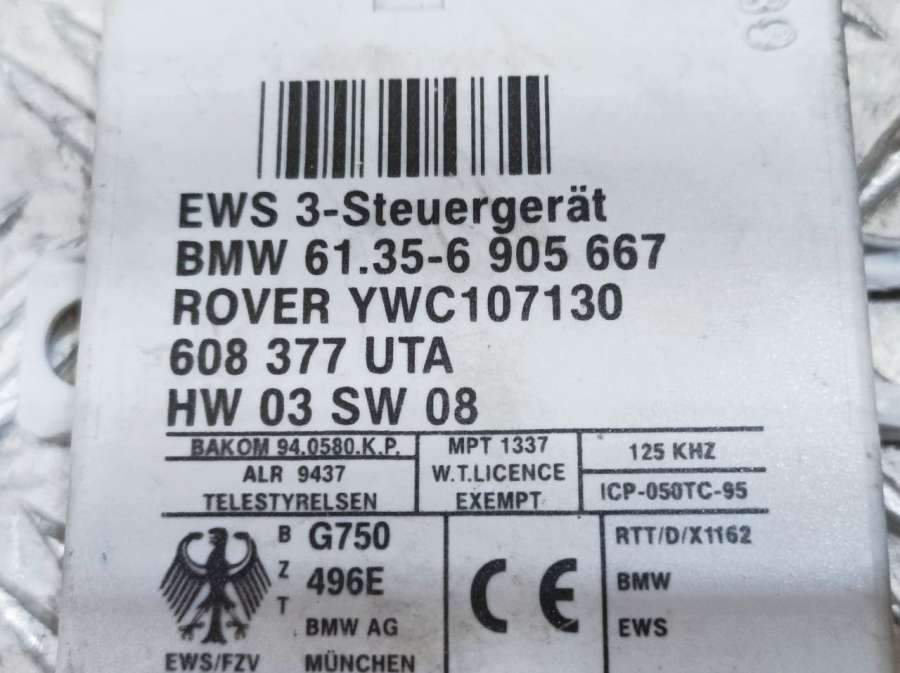 EWS 3-Steuergerät
BMW 61.35-6 905 667
ROVER YWC107130
608 377 UTA
HW 03 SW 08
BAKOM 94.0580.K.P.
ALR 9437
TELESTYRELSEN
MPT 1337
W.T.LICENCE
EXEMPT
125 KHZ
ICP-050TC-95
BZT
G750
496E
BMW AG
EWS/FZV MÜNCHEN
CE
RTT/D/X1162
BMW
EWS